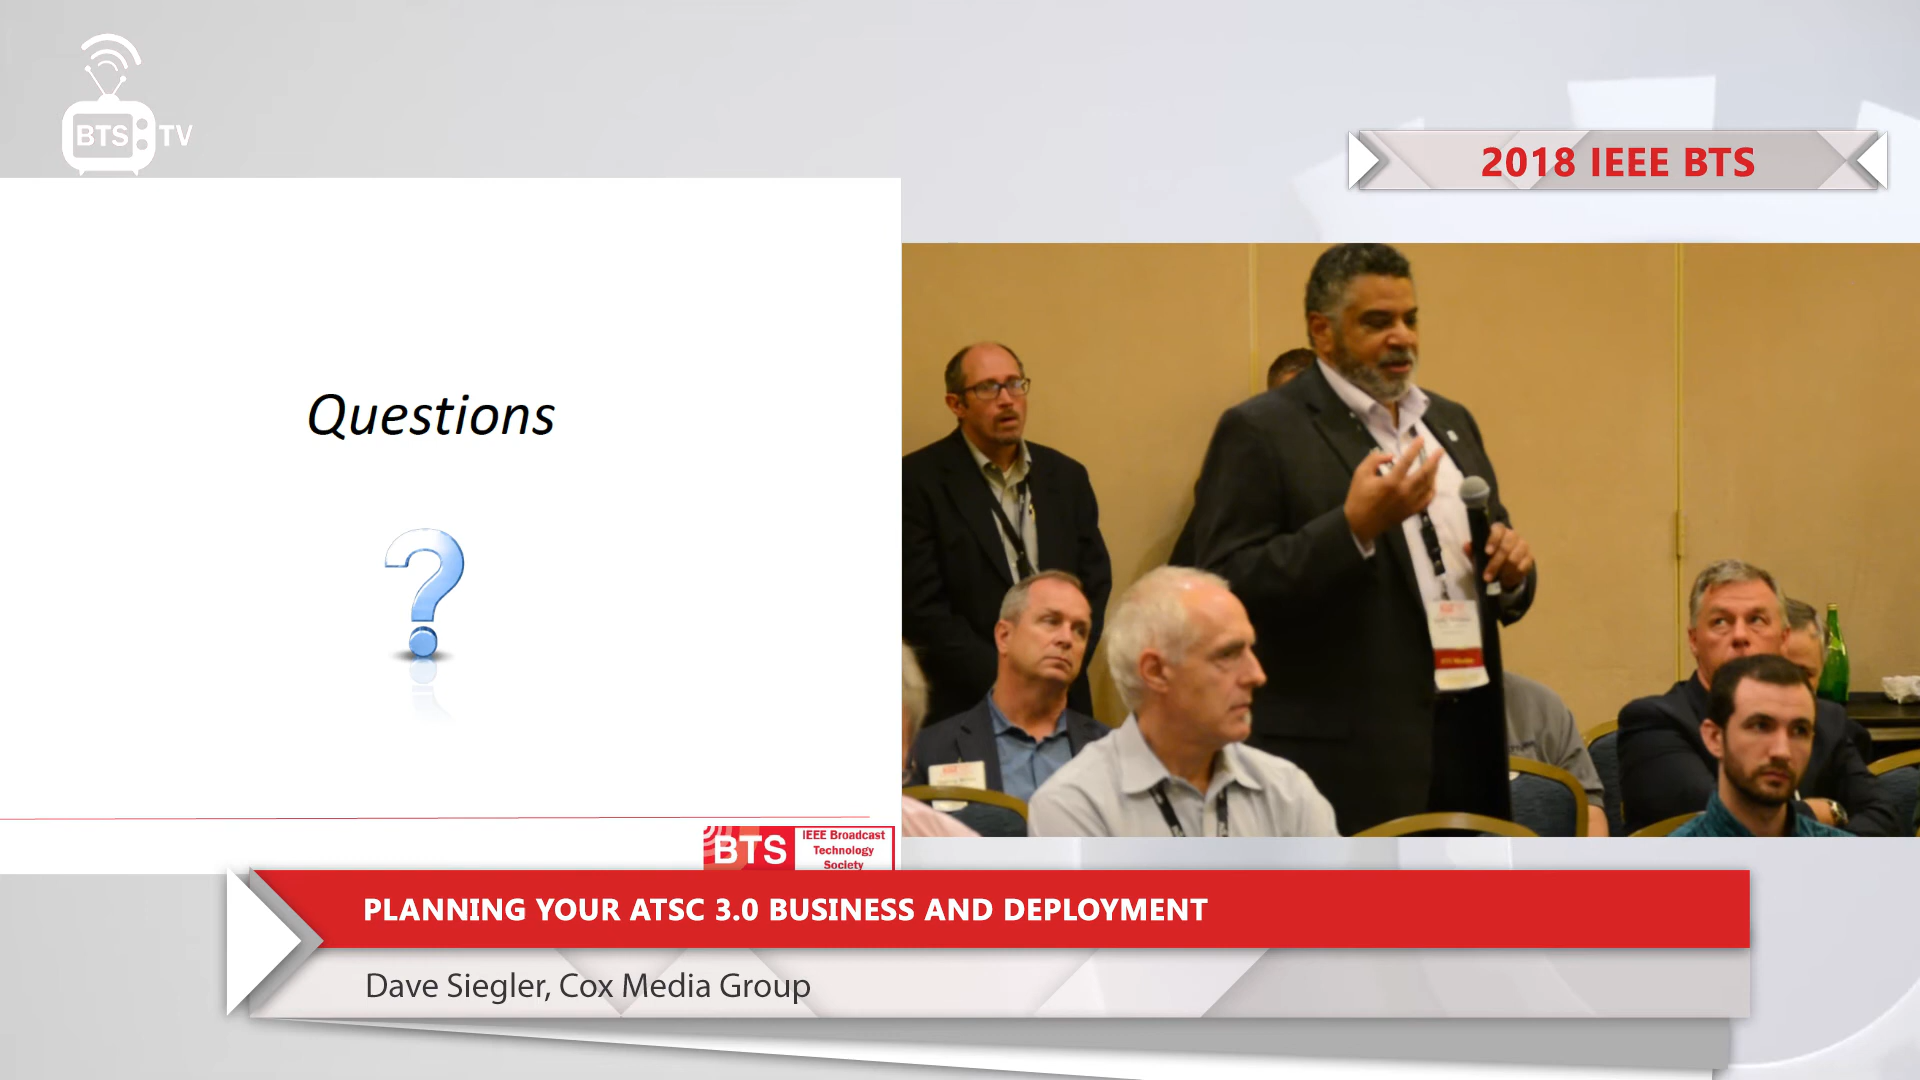 BTS TV
2018 IEEE BTS
Questions
?
BTS
IEEE Broadcast
Technology
Society
PLANNING YOUR ATSC 3.0 BUSINESS AND DEPLOYMENT
Dave Siegler, Cox Media Group